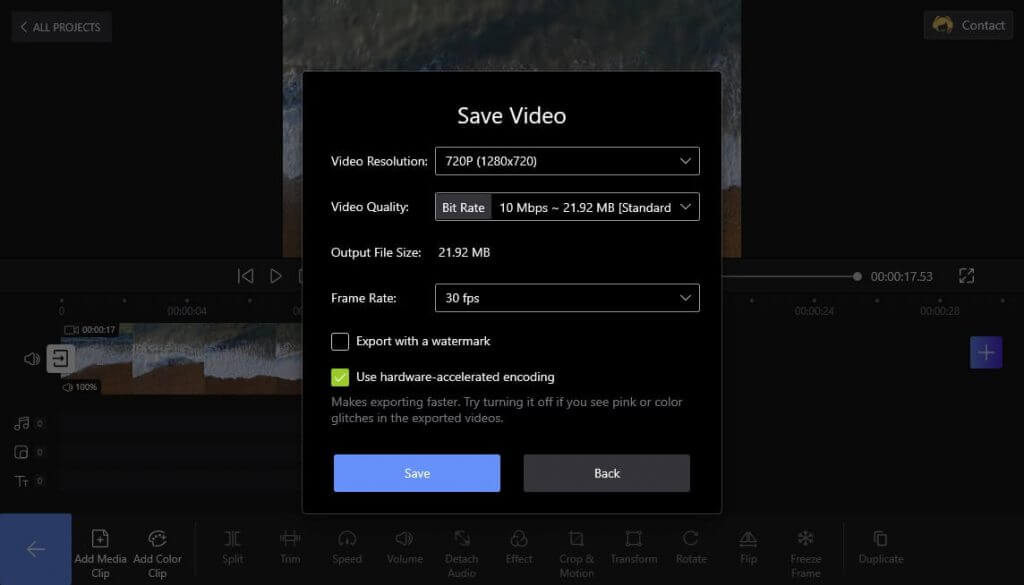 ALL PROJECTS
Contact
Save Video
Video Resolution: 720P (1280x720)
Video Quality: Bit Rate 10 Mbps ~ 21.92 MB [Standard
Output File Size: 21.92 MB
00:00:17.53
Frame Rate: 30 fps
0 00:00:04 00:00:24 00:00:28
00:00:17
Export with a watermark
100%
Use hardware-accelerated encoding
Makes exporting faster. Try turning it off if you see pink or color
glitches in the exported videos.
0
0
TT 0
Save Back
Add Media Clip
Add Color Clip
Split
Trim
Speed
Volume
Detach Audio
Effect
Crop & Motion
Transform
Rotate
Flip
Freeze Frame
Duplicate